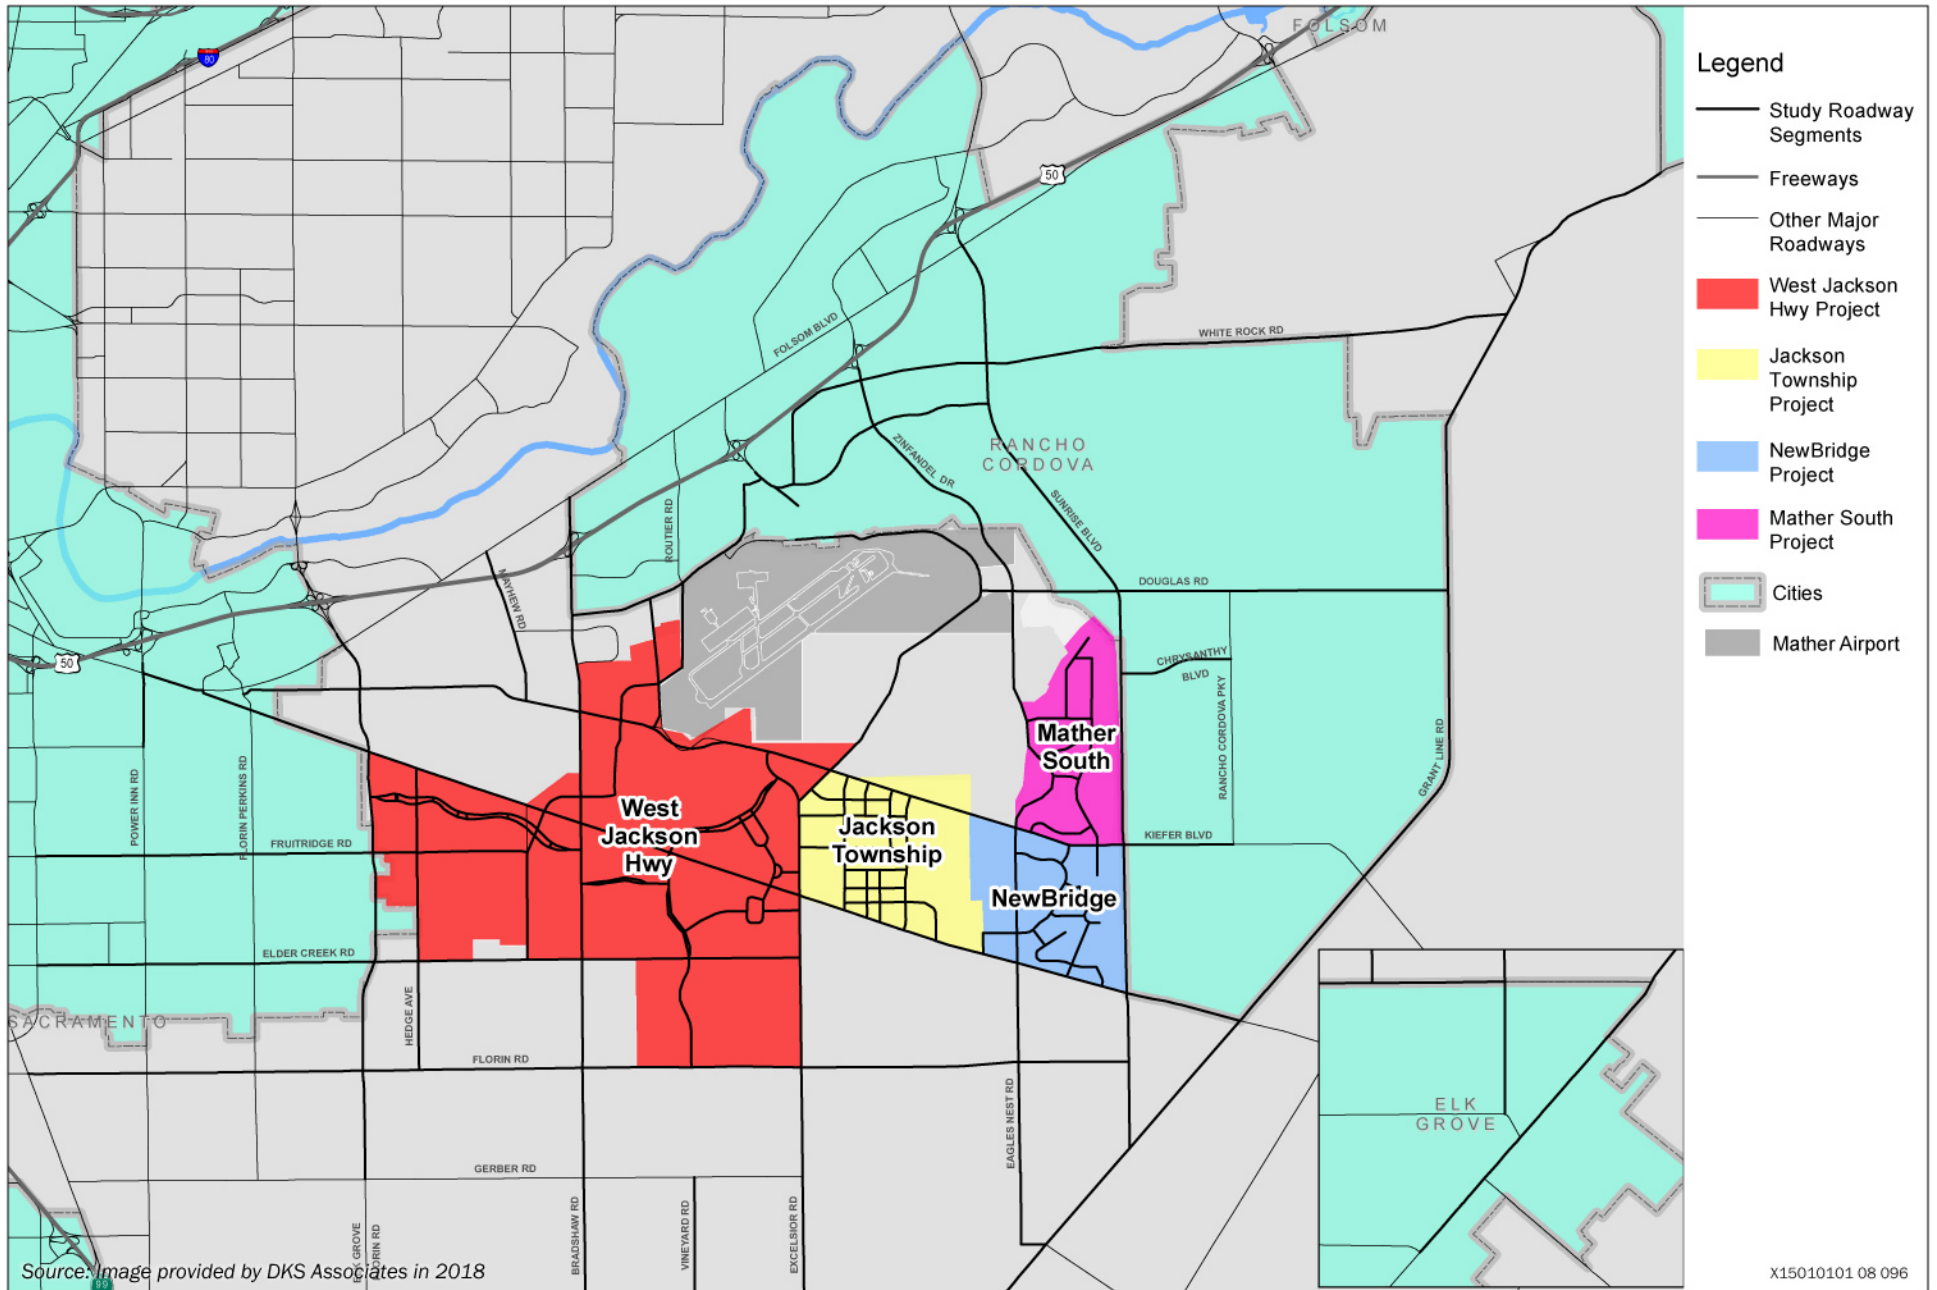 FOLSOM
80
50
FOLSOM BLVD
WHITE ROCK RD
RANCHO
CORDOVA
ZINFANDEL DR
SUNRISE BLVD
ROUTIER RD
MAYHEW RD
DOUGLAS RD
50
CHRYSANTHY
BLVD
RANCHO CORDOVA PKY
GRANT LINE RD
Mather
South
POWER INN RD
FLORIN PERKINS RD
FRUITRIDGE RD
West
Jackson
Hwy
Jackson
Township
KIEFER BLVD
NewBridge
ELDER CREEK RD
HEDGE AVE
SACRAMENTO
FLORIN RD
EAGLES NEST RD
GERBER RD
ELK GROVE
FLORIN RD
BRADSHAW RD
VINEYARD RD
EXCELSIOR RD
ELK
GROVE
99
Source: Image provided by DKS Associates in 2018
Legend
Study Roadway
Segments
Freeways
Other Major
Roadways
West Jackson
Hwy Project
Jackson
Township
Project
NewBridge
Project
Mather South
Project
Cities
Mather Airport
X15010101 08 096